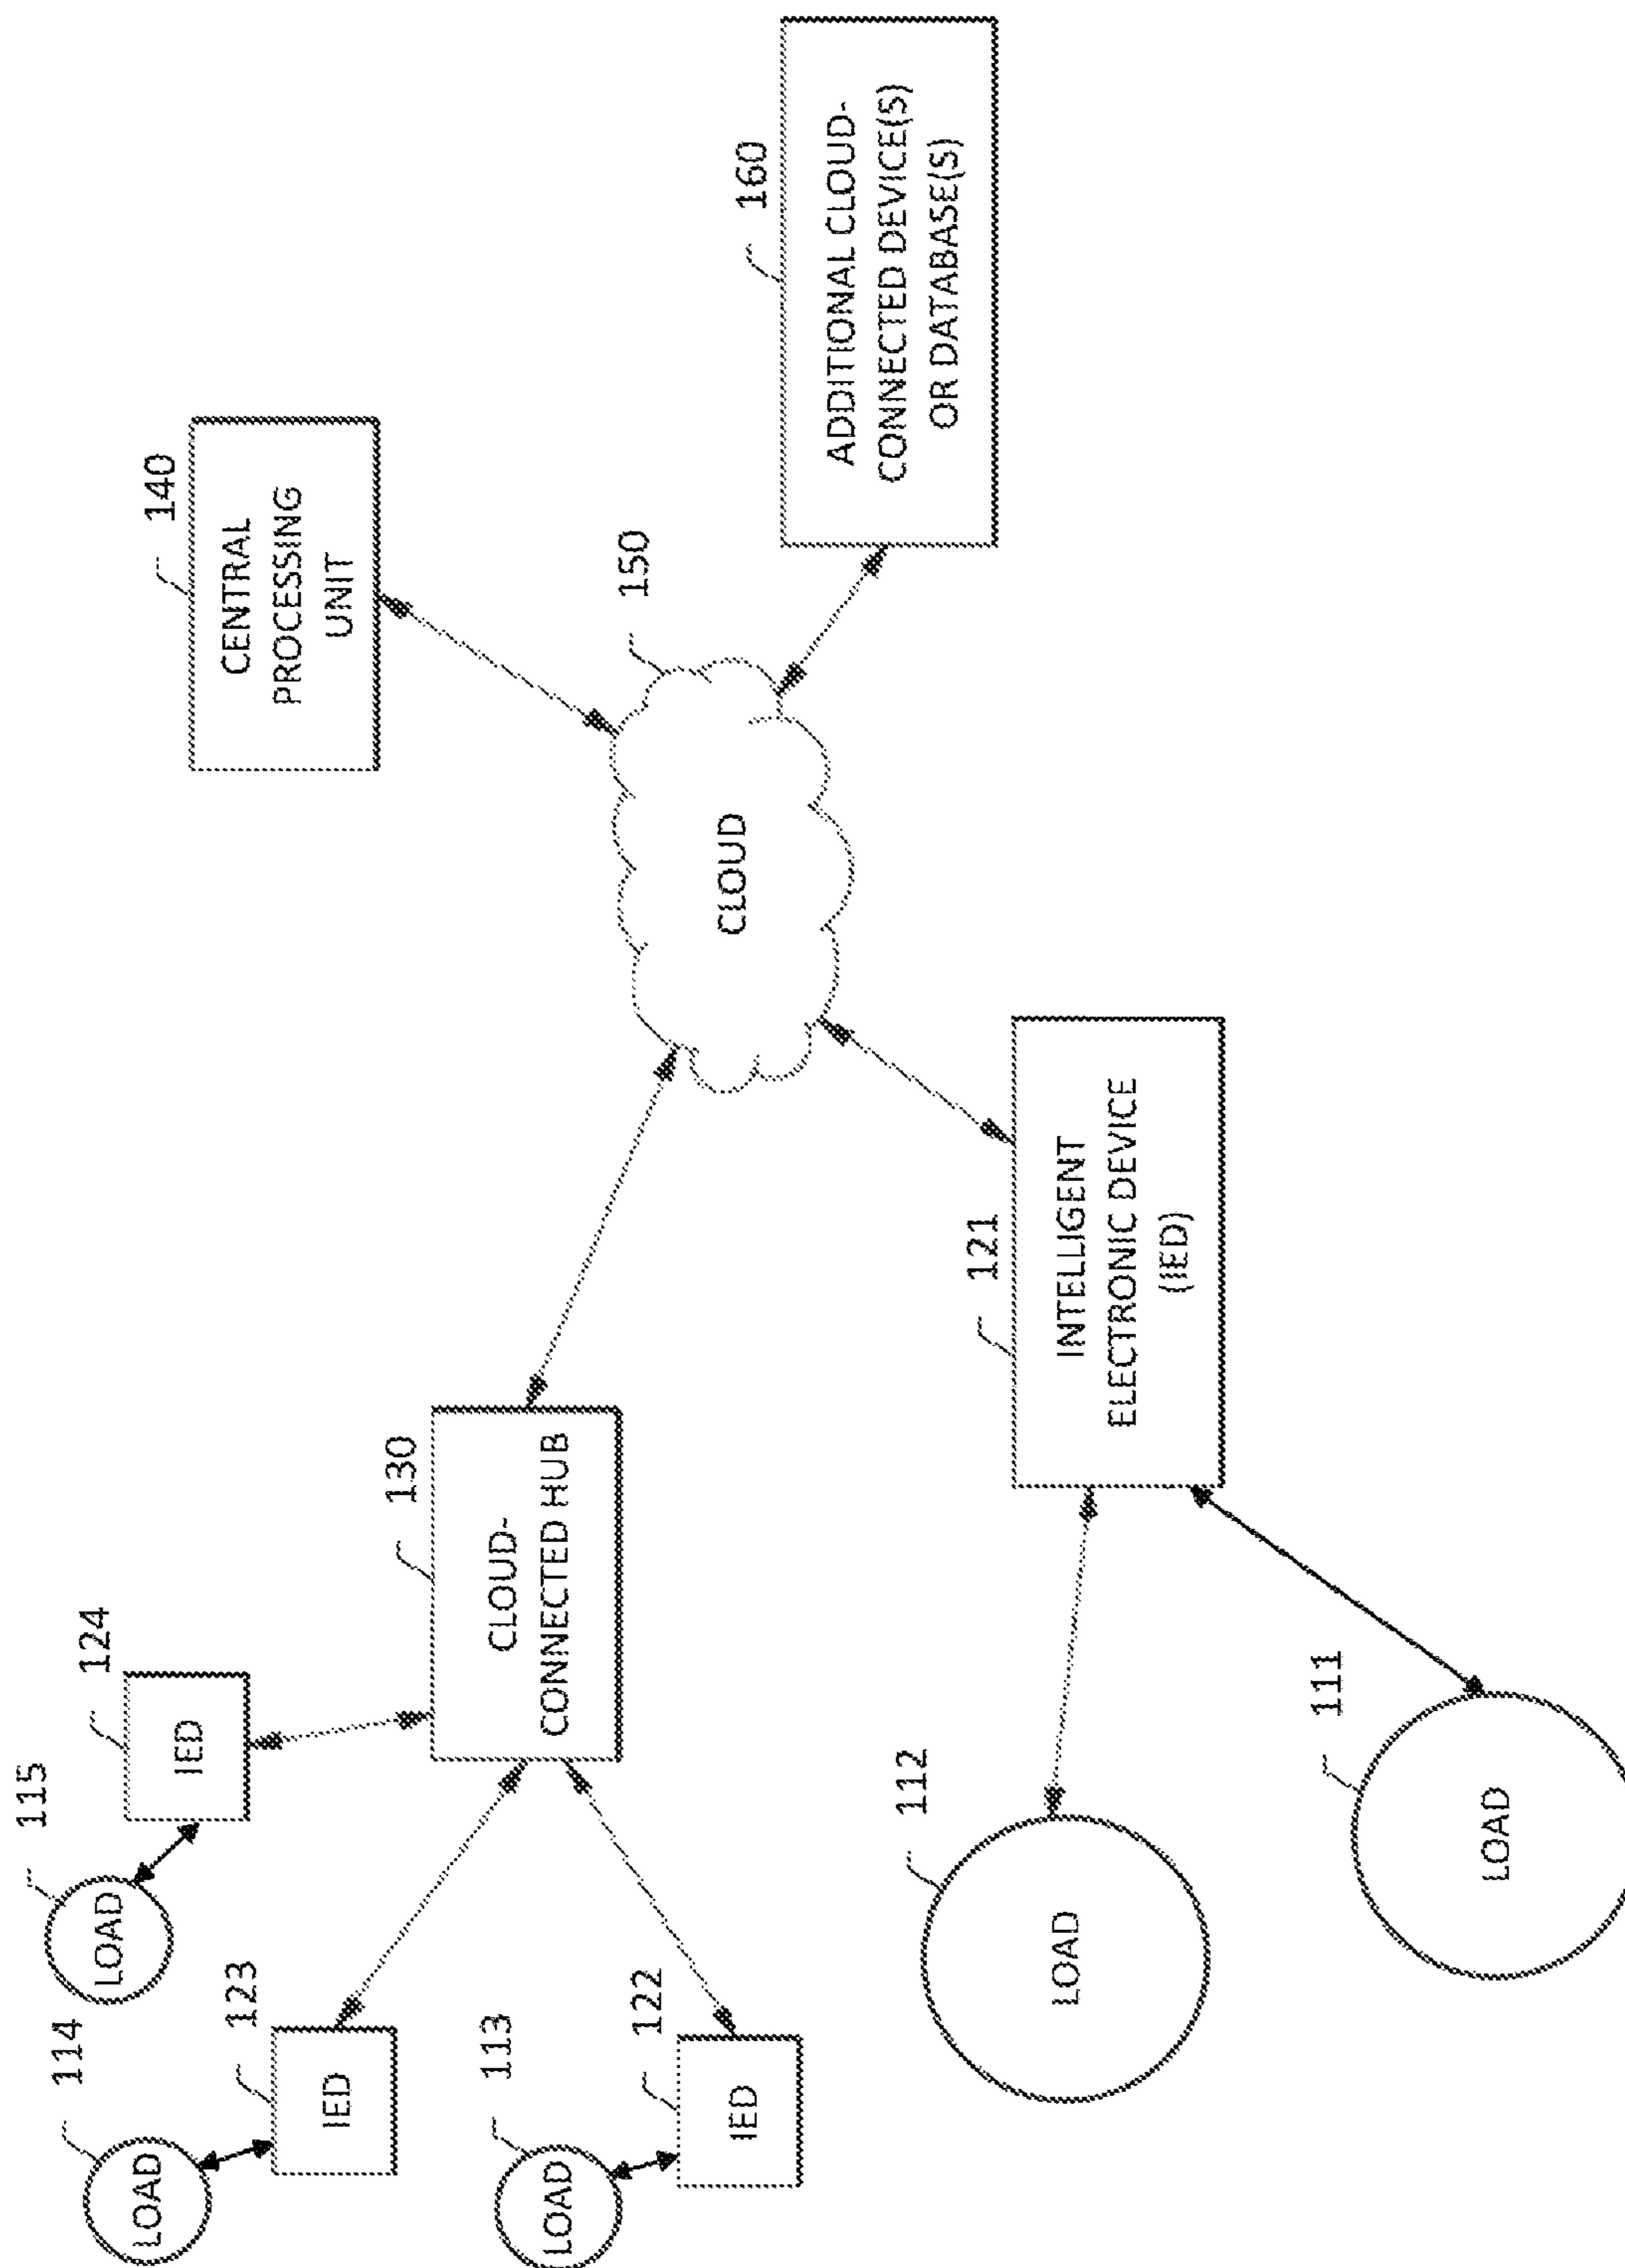 115
LOAD
124
IED
114
LOAD
123
IED
113
LOAD
122
IED
130
CLOUD-
CONNECTED HUB
140
CENTRAL
PROCESSING
UNIT
150
CLOUD
160
ADDITIONAL CLOUD-
CONNECTED DEVICE(S)
OR DATABASE(S)
121
INTELLIGENT
ELECTRONIC DEVICE
(IED)
112
LOAD
111
LOAD